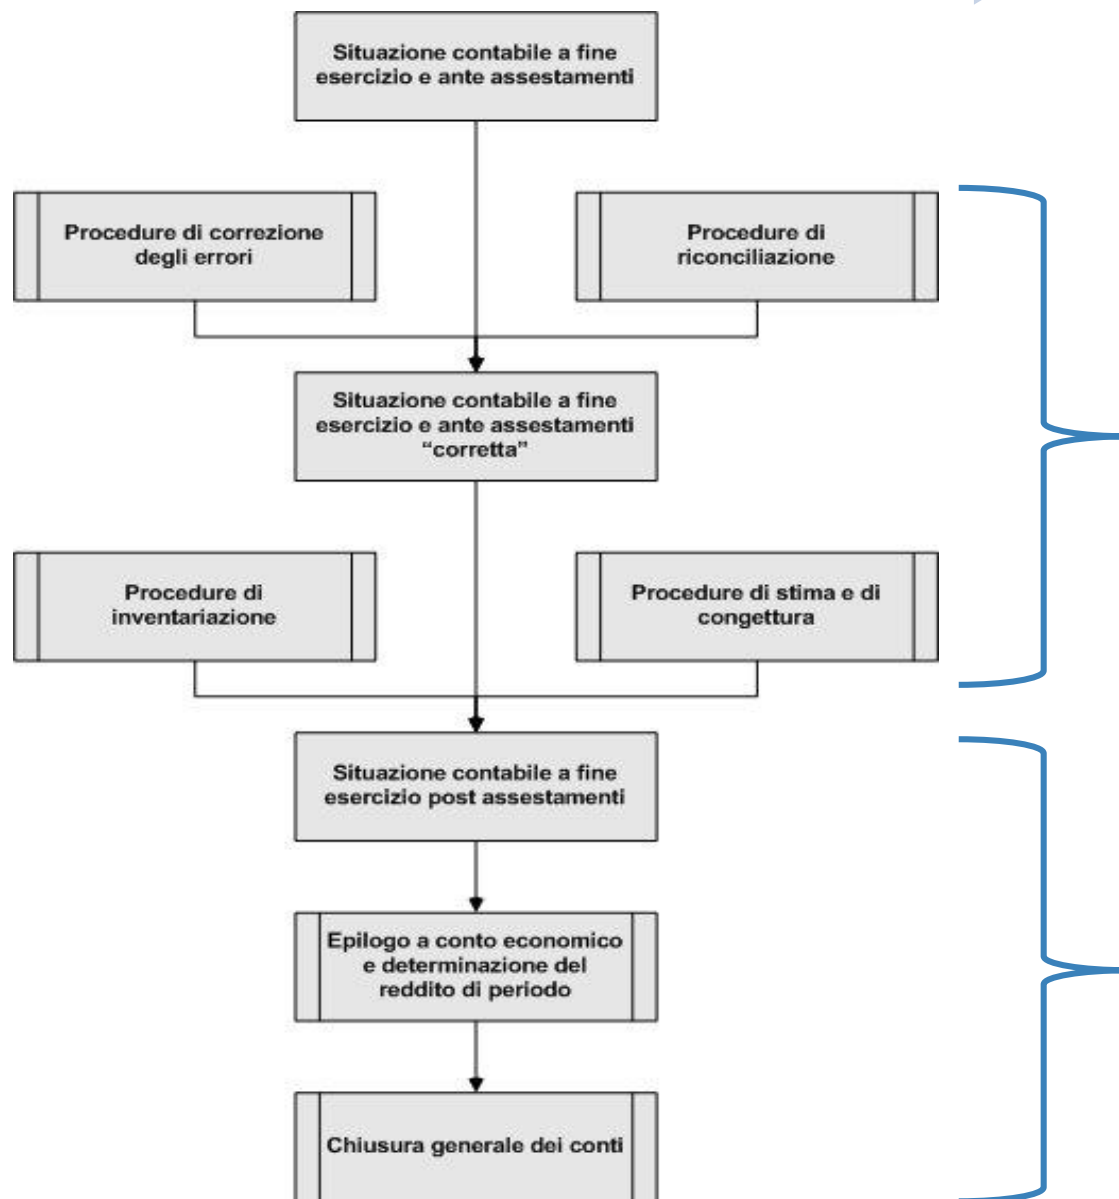 Situazione contabile a fine
esercizio e ante assestamenti
Procedure di correzione
degli errori
Procedure di
riconciliazione
Situazione contabile a fine
esercizio e ante assestamenti
“corretta”
Procedure di
inventariazione
Procedure di stima e di
congettura
Situazione contabile a fine
esercizio post assestamenti
Epilogo a conto economico
e determinazione del
reddito di periodo
Chiusura generale dei conti